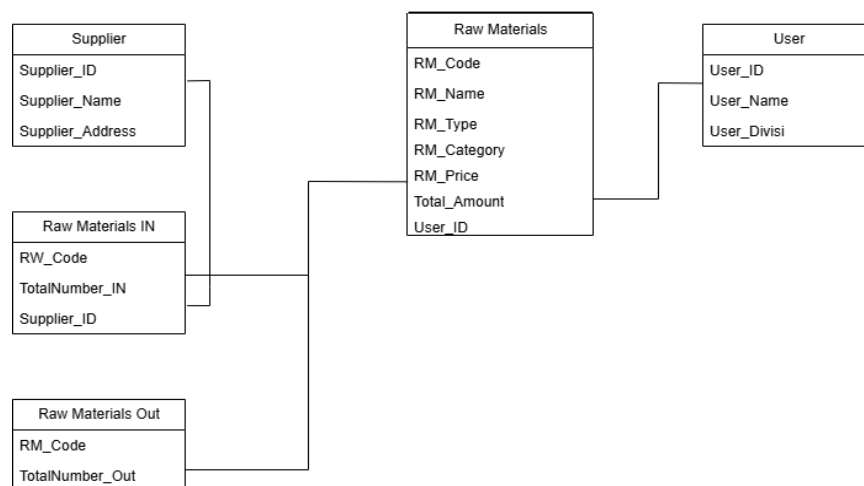 Supplier
Supplier_ID
Supplier_Name
Supplier_Address
Raw Materials IN
RW_Code
TotalNumber_IN
Supplier_ID
Raw Materials Out
RM_Code
TotalNumber_Out
Raw Materials
RM_Code
RM_Name
RM_Type
RM_Category
RM_Price
Total_Amount
User_ID
User
User_ID
User_Name
User_Divisi